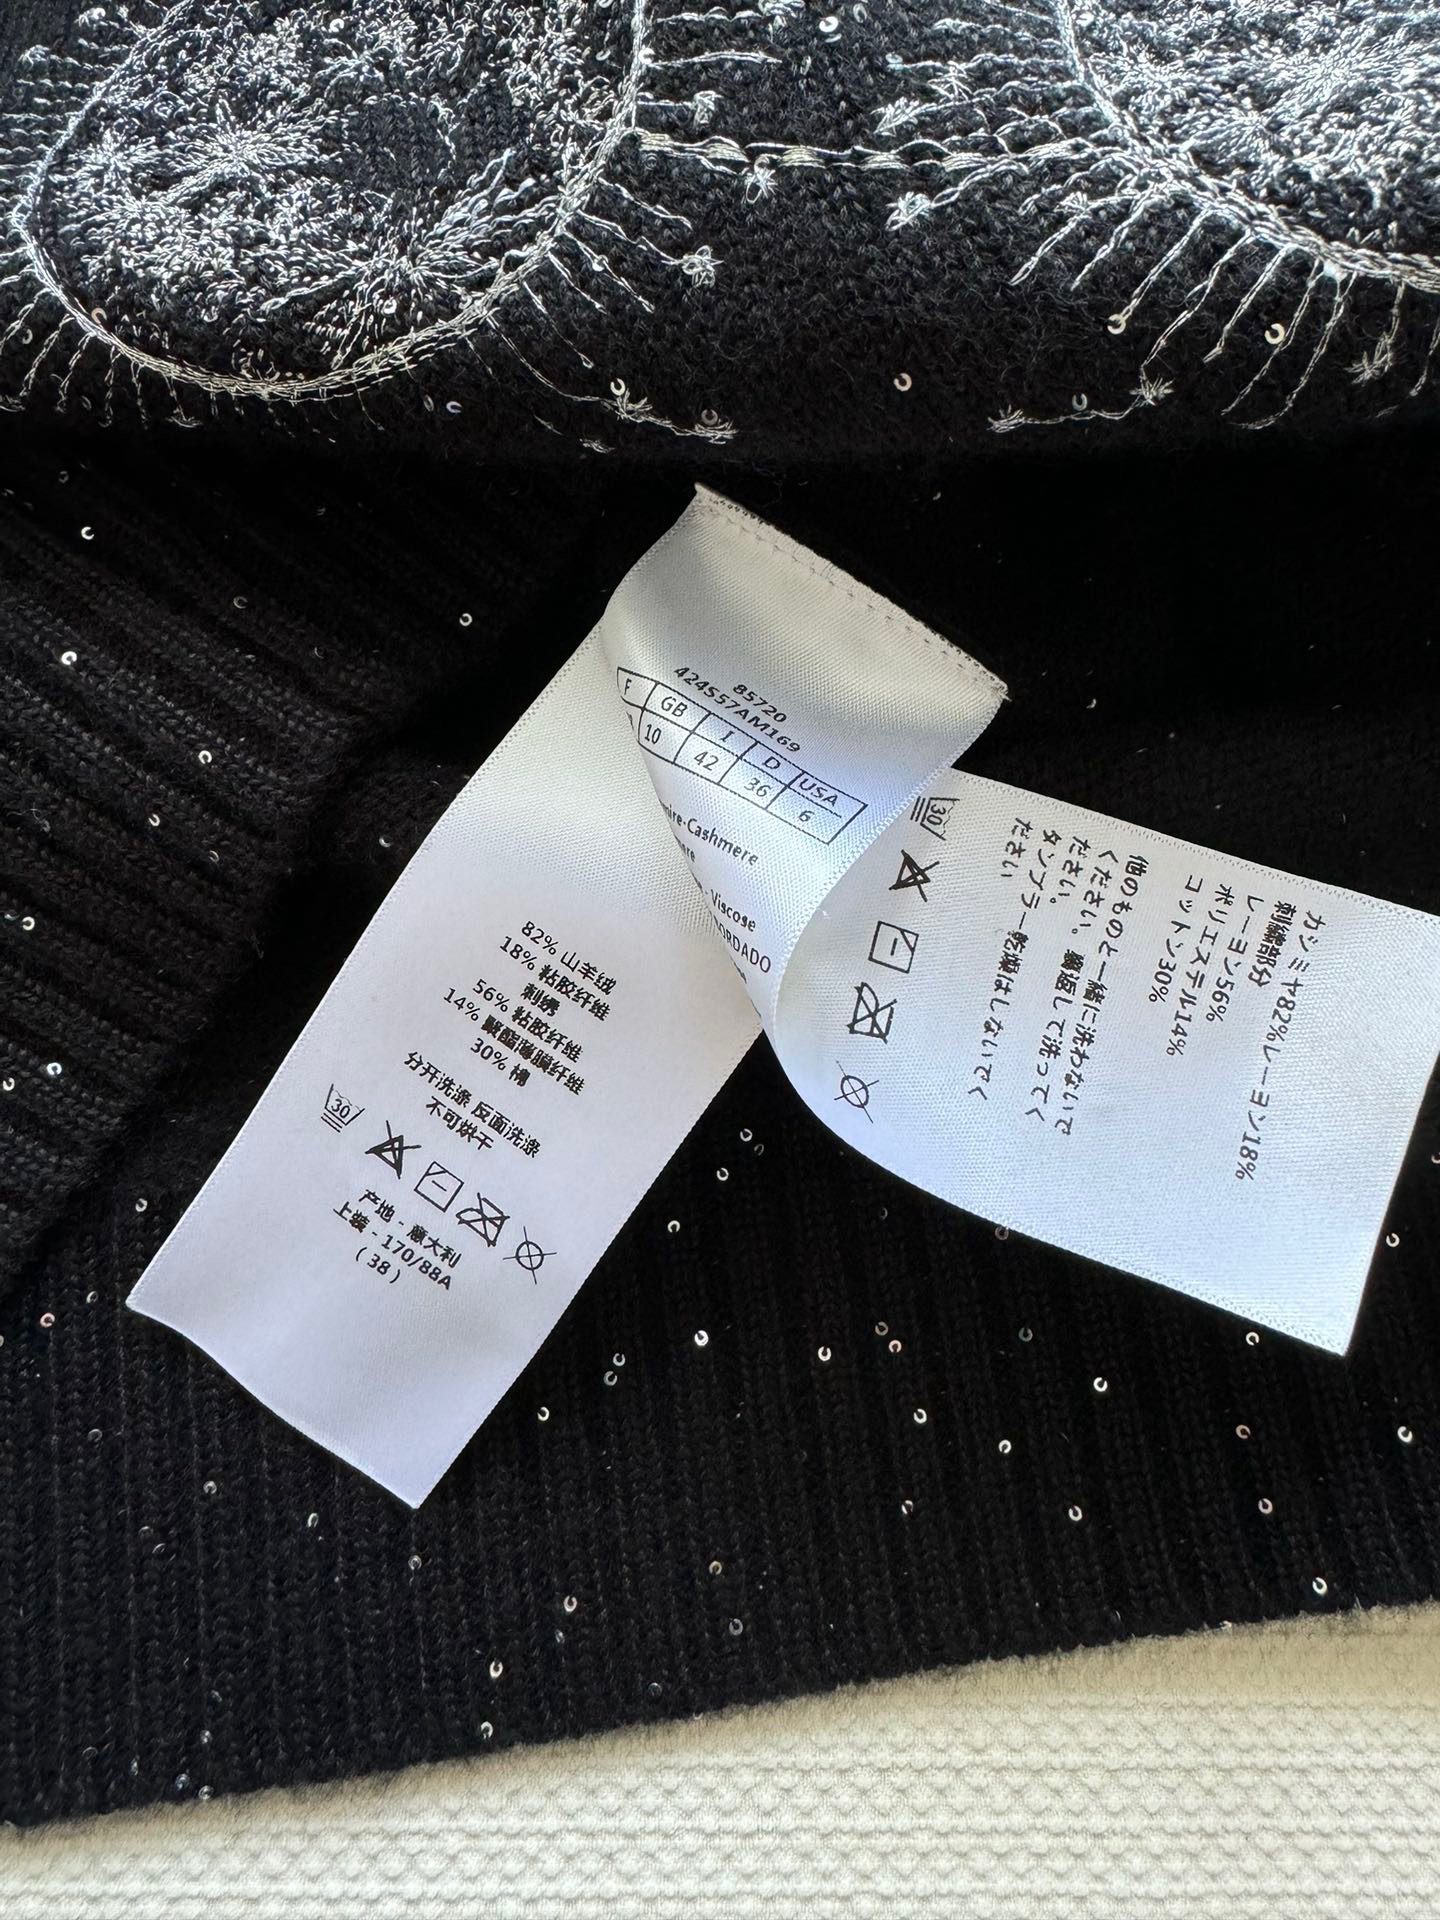 85720
424S57AM169
F GB I D USA
10 42 36 6
Cashmere
- Viscose
82% 山羊绒
18% 粘胶纤维
刺绣
56% 粘胶纤维
14% 聚酯薄膜纤维
30% 棉
分开洗涤 反面洗涤
不可烘干
30
产地 - 意大利
上装 - 170/88A
( 38 )
カシミヤ82%レーヨン18%
刺繍部分
レーヨン56%
ポリエステル14%
コットン30%
他のものと一緒に洗わないで
ください。裏返して洗ってく
ださい。
タンブラー乾燥はしないでく
ださい
30